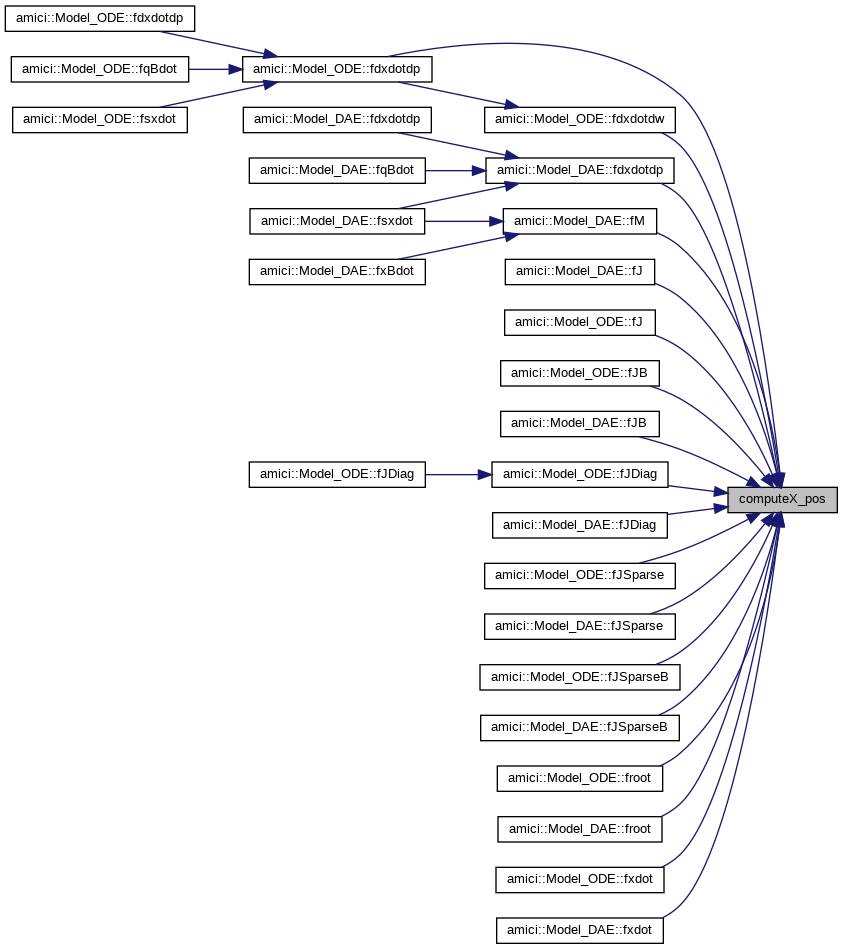 amici::Model_ODE::fdxdotdp
amici::Model_ODE::fqBdot
amici::Model_ODE::fdxdotdp
amici::Model_ODE::fsxdot
amici::Model_DAE::fdxdotdp
amici::Model_ODE::fdxdotdw
amici::Model_DAE::fqBdot
amici::Model_DAE::fdxdotdp
amici::Model_DAE::fsxdot
amici::Model_DAE::fM
amici::Model_DAE::fxBdot
amici::Model_DAE::fJ
amici::Model_ODE::fJ
amici::Model_ODE::fJB
amici::Model_DAE::fJB
amici::Model_ODE::fJDiag
amici::Model_ODE::fJDiag
computeX_pos
amici::Model_DAE::fJDiag
amici::Model_ODE::fJSparse
amici::Model_DAE::fJSparse
amici::Model_ODE::fJSparseB
amici::Model_DAE::fJSparseB
amici::Model_ODE::froot
amici::Model_DAE::froot
amici::Model_ODE::fxdot
amici::Model_DAE::fxdot